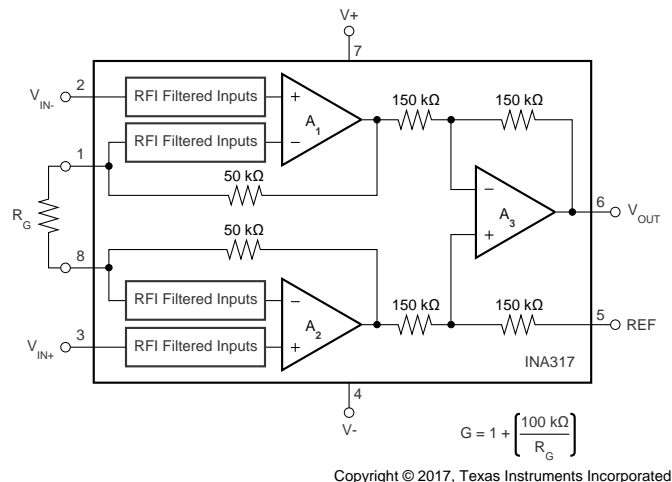 V+
7
2
V_IN-
RFI Filtered Inputs
+
A_1
150 kΩ
150 kΩ
1
RFI Filtered Inputs
−
50 kΩ
R_G
−
A_3
6
V_OUT
50 kΩ
+
8
RFI Filtered Inputs
−
A_2
150 kΩ
150 kΩ
5
REF
3
V_IN+
RFI Filtered Inputs
+
INA317
4
V-
G = 1 + [100 kΩ / R_G]
Copyright © 2017, Texas Instruments Incorporated